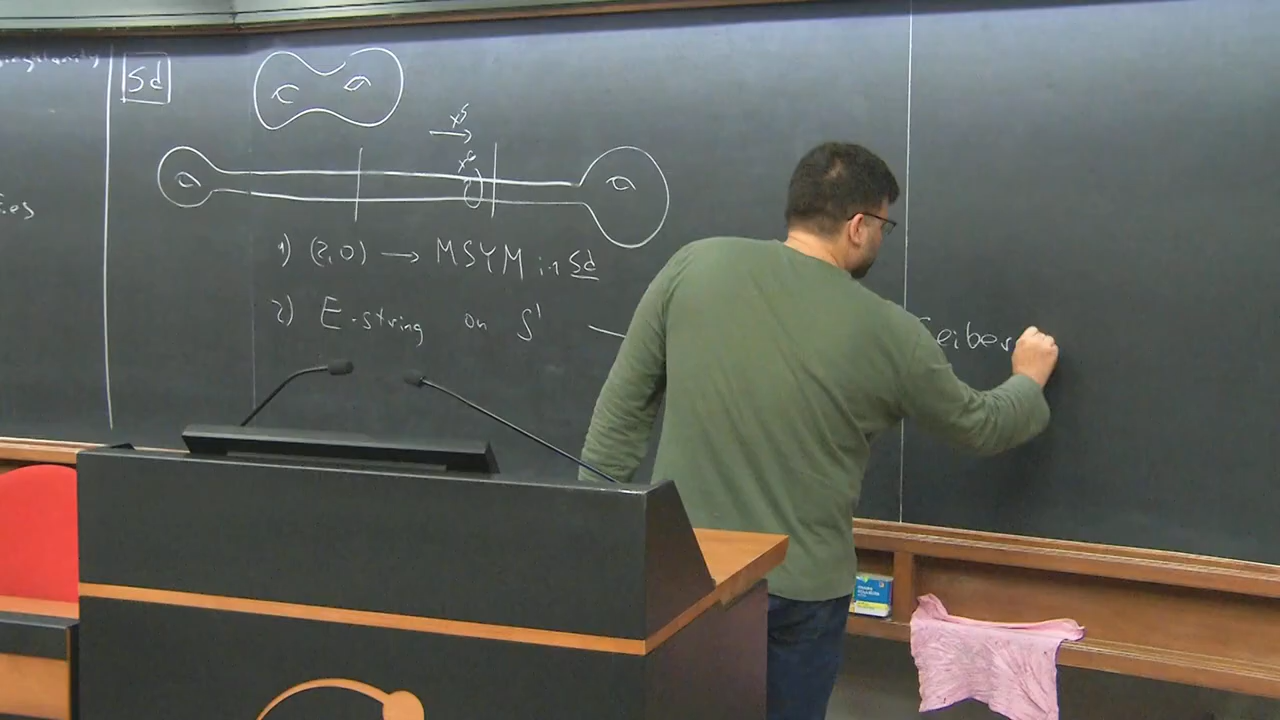 5d
x⁵
x⁶
1) (2,0) → MSYM in 5d
2) E-string on S¹ Seiber